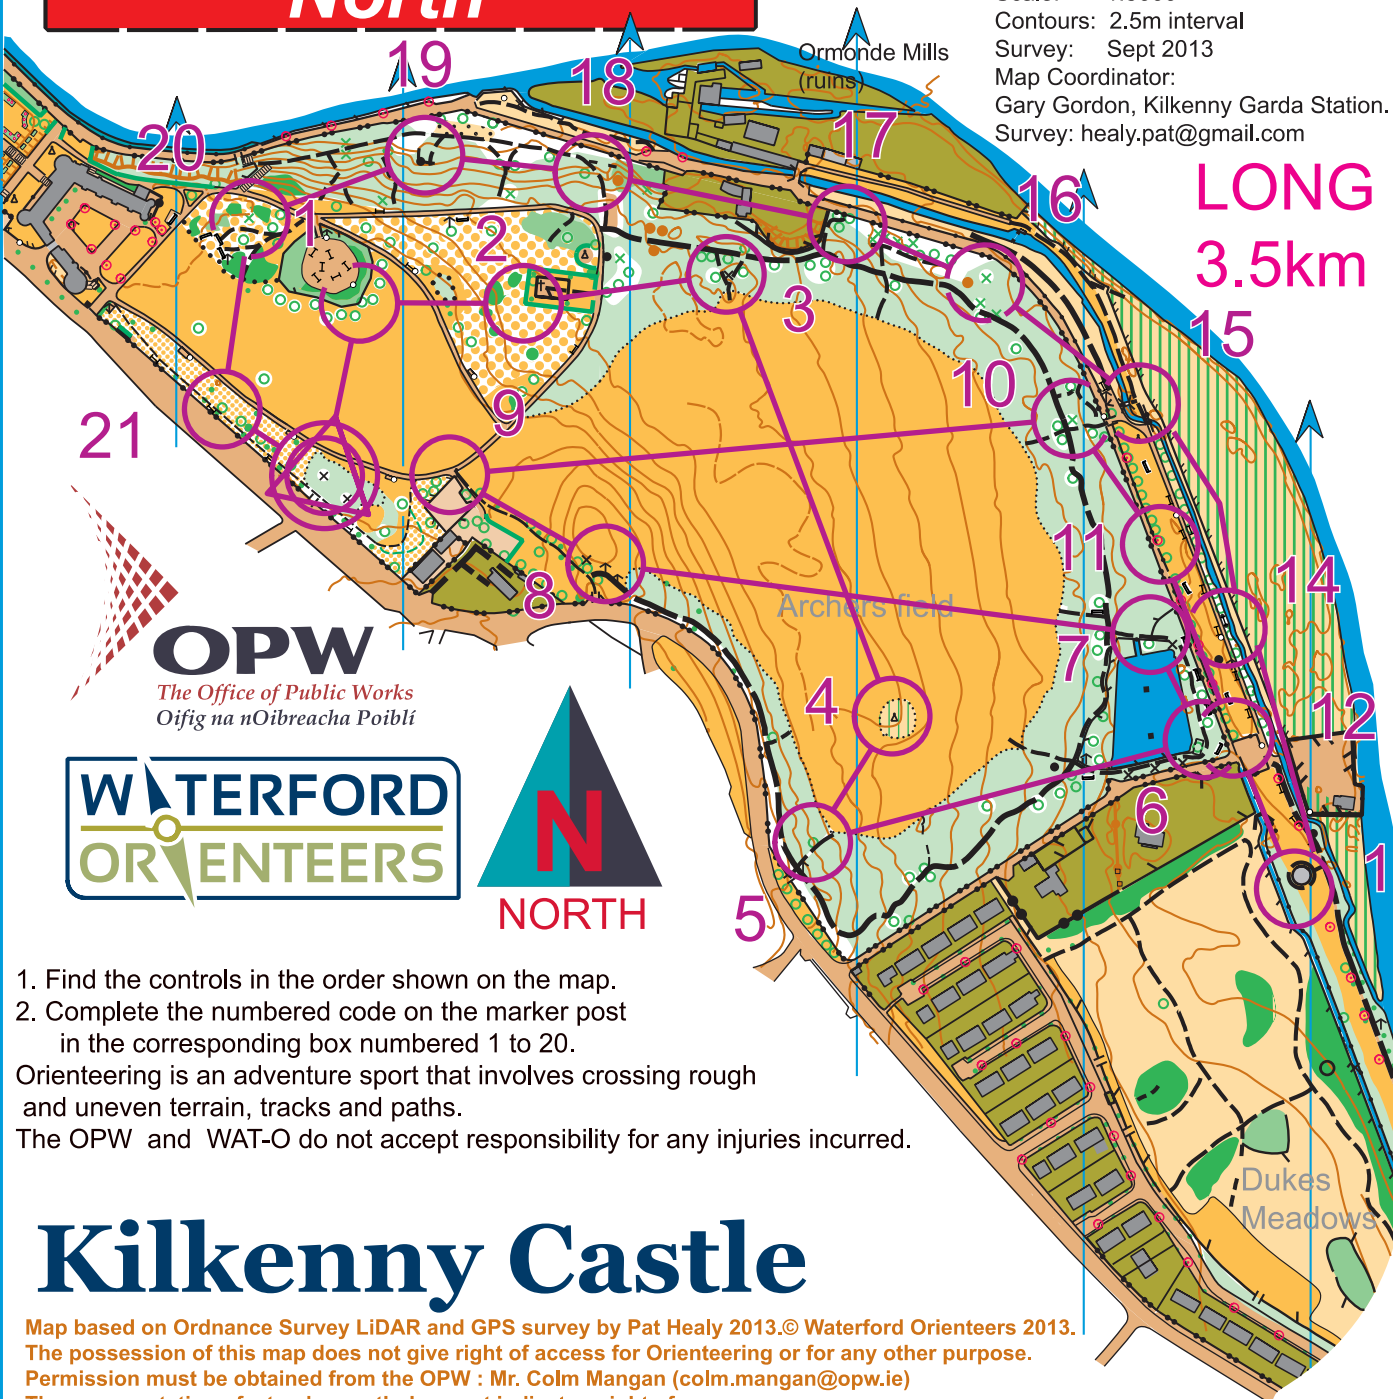 North
Contours: 2.5m interval
Survey: Sept 2013
Map Coordinator:
Gary Gordon, Kilkenny Garda Station.
Survey: healy.pat@gmail.com
LONG
3.5km
Ormonde Mills
(ruins)
19
18
17
20
16
1
2
3
15
10
9
21
11
14
8
7
4
12
6
5
1
Archers field
OPW
The Office of Public Works
Oifig na nOibreacha Poiblí
WATERFORD
ORIENTEERS
N
NORTH
1. Find the controls in the order shown on the map.
2. Complete the numbered code on the marker post
in the corresponding box numbered 1 to 20.
Orienteering is an adventure sport that involves crossing rough
and uneven terrain, tracks and paths.
The OPW and WAT-O do not accept responsibility for any injuries incurred.
Dukes
Meadows
Kilkenny Castle
Map based on Ordnance Survey LiDAR and GPS survey by Pat Healy 2013.© Waterford Orienteers 2013.
The possession of this map does not give right of access for Orienteering or for any other purpose.
Permission must be obtained from the OPW : Mr. Colm Mangan (colm.mangan@opw.ie)